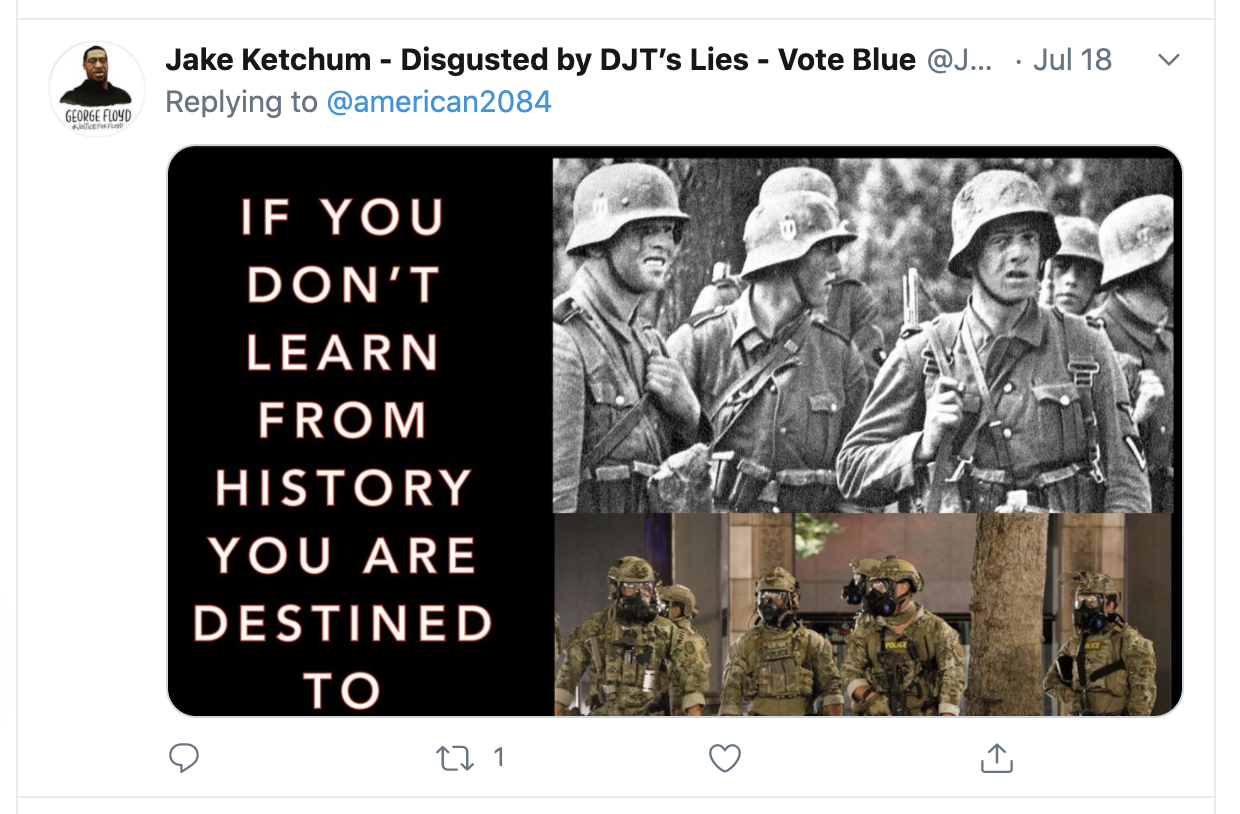 Jake Ketchum - Disgusted by DJT's Lies - Vote Blue @J... · Jul 18
Replying to @american2084
GEORGE FLOYD
#JUSTICEFORFLOYD
IF YOU
DON'T
LEARN
FROM
HISTORY
YOU ARE
DESTINED
TO
POLICE
POLICE
POLICE
1